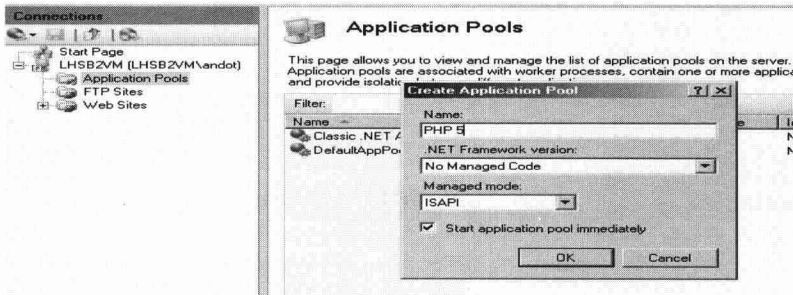 Connections
Start Page
LHSB2VM (LHSB2VM\andot)
Application Pools
FTP Sites
Web Sites
Application Pools
This page allows you to view and manage the list of application pools on the server.
Application pools are associated with worker processes, contain one or more applica
and provide isolatic
Filter:
Name
Classic .NET A
DefaultAppPo
Create Application Pool
Name:
PHP 5
.NET Framework version:
No Managed Code
Managed mode:
ISAPI
Start application pool immediately
OK
Cancel